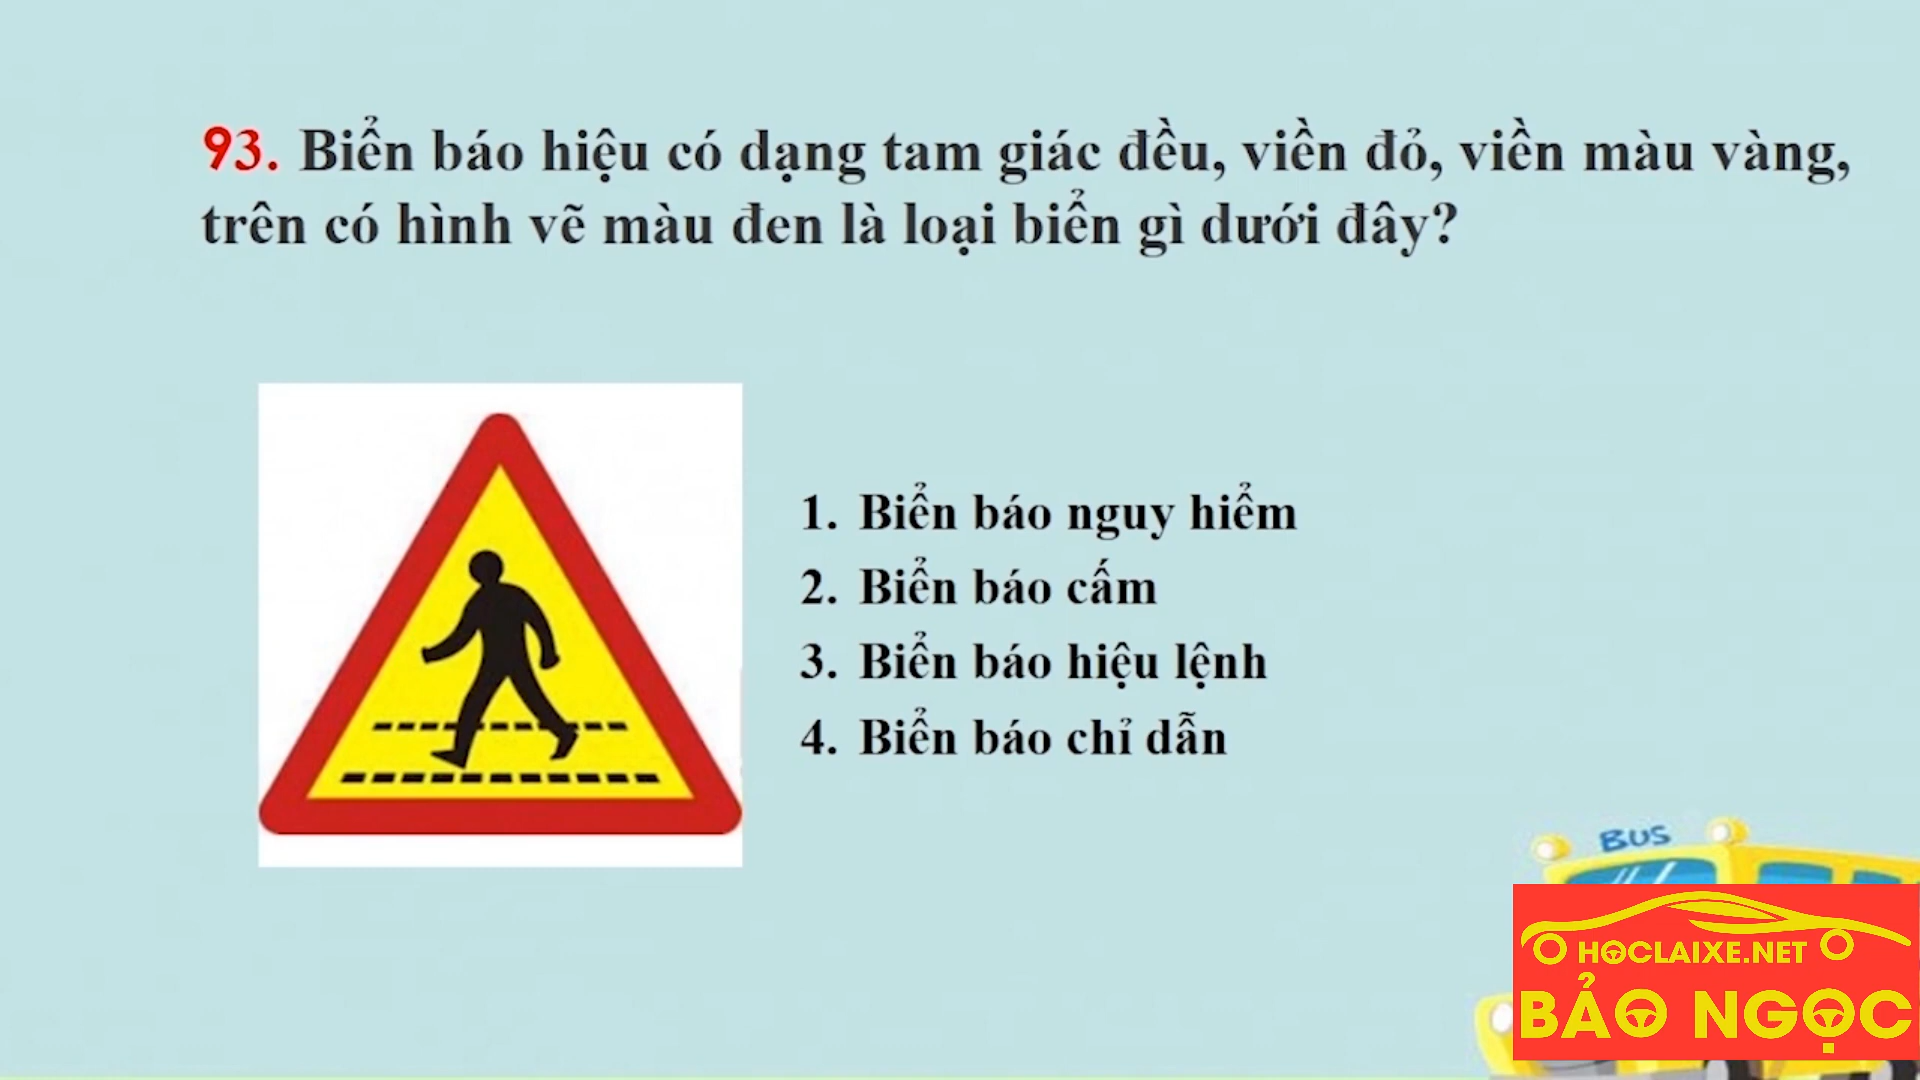 93. Biển báo hiệu có dạng tam giác đều, viền đỏ, viền màu vàng,
trên có hình vẽ màu đen là loại biển gì dưới đây?
1. Biển báo nguy hiểm
2. Biển báo cấm
3. Biển báo hiệu lệnh
4. Biển báo chỉ dẫn
BUS
HỌCLAIXE.NET
BẢO NGỌC